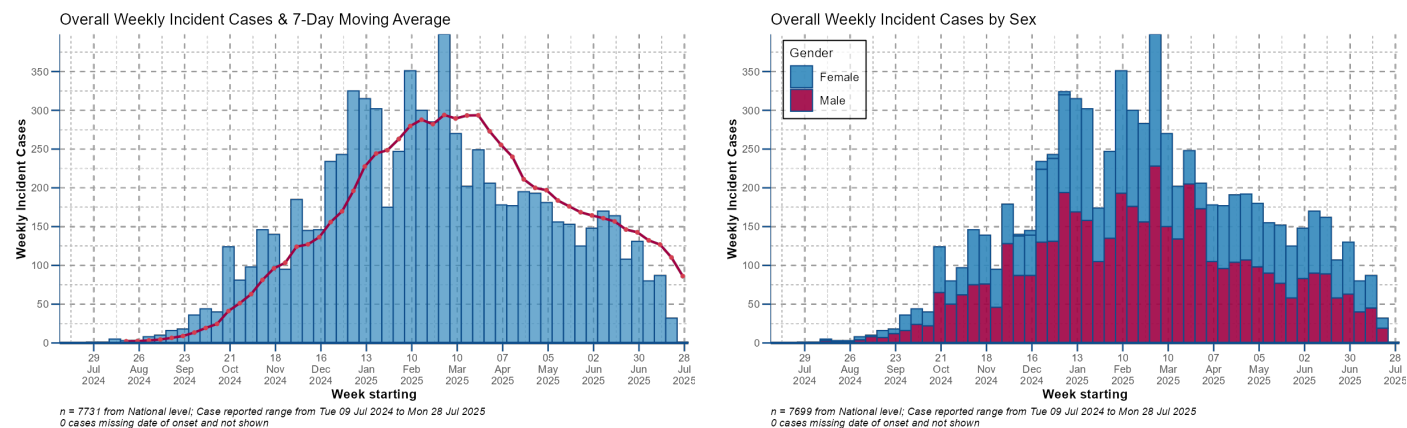 Overall Weekly Incident Cases & 7-Day Moving Average
Weekly Incident Cases
350
300
250
200
150
100
50
0
29 26 23 21 18 16 13 10 10 07 05 02 30 28
Jul Aug Sep Oct Nov Dec Jan Feb Mar Apr May Jun Jun Jul
2024 2024 2024 2024 2024 2024 2025 2025 2025 2025 2025 2025 2025 2025
Week starting
n = 7731 from National level; Case reported range from Tue 09 Jul 2024 to Mon 28 Jul 2025
0 cases missing date of onset and not shown
Overall Weekly Incident Cases by Sex
Gender
Female
Male
Weekly Incident Cases
350
300
250
200
150
100
50
0
29 26 23 21 18 16 13 10 10 07 05 02 30 28
Jul Aug Sep Oct Nov Dec Jan Feb Mar Apr May Jun Jun Jul
2024 2024 2024 2024 2024 2024 2025 2025 2025 2025 2025 2025 2025 2025
Week starting
n = 7699 from National level; Case reported range from Tue 09 Jul 2024 to Mon 28 Jul 2025
0 cases missing date of onset and not shown